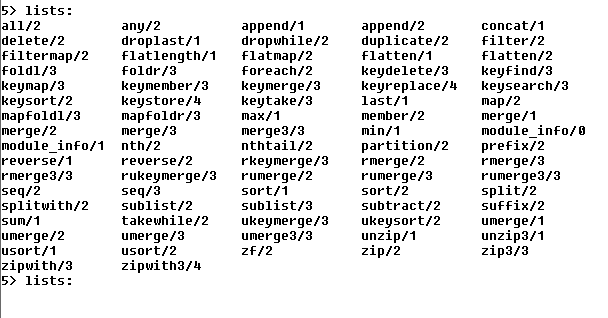 5> lists:
all/2 any/2 append/1 append/2 concat/1
delete/2 droplast/1 dropwhile/2 duplicate/2 filter/2
filtermap/2 flatlength/1 flatmap/2 flatten/1 flatten/2
foldl/3 foldr/3 foreach/2 keydelete/3 keyfind/3
keymap/3 keymember/3 keymerge/3 keyreplace/4 keysearch/3
keysort/2 keystore/4 keytake/3 last/1 map/2
mapfoldl/3 mapfoldr/3 max/1 member/2 merge/1
merge/2 merge/3 merge3/3 min/1 module_info/0
module_info/1 nth/2 nthtail/2 partition/2 prefix/2
reverse/1 reverse/2 rkeymerge/3 rmerge/2 rmerge/3
rmerge3/3 rukeymerge/3 rumerge/2 rumerge/3 rumerge3/3
seq/2 seq/3 sort/1 sort/2 split/2
splitwith/2 sublist/2 sublist/3 subtract/2 suffix/2
sum/1 takewhile/2 ukeymerge/3 ukeysort/2 umerge/1
umerge/2 umerge/3 umerge3/3 unzip/1 unzip3/1
usort/1 usort/2 zf/2 zip/2 zip3/3
zipwith/3 zipwith3/4
5> lists: